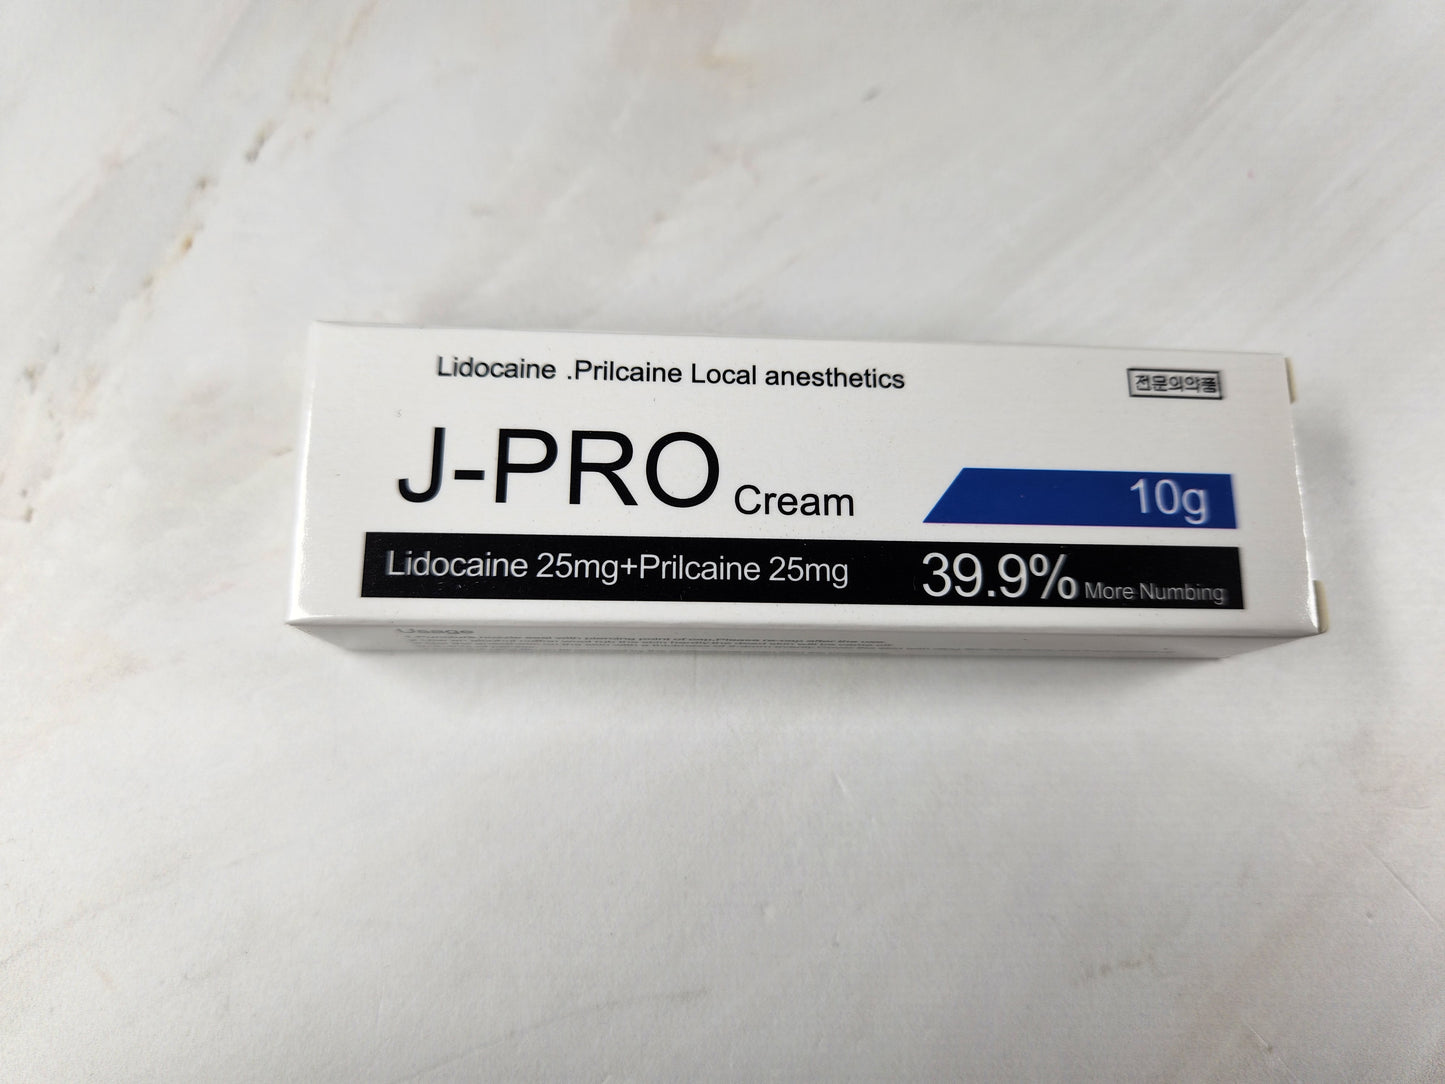 Lidocaine .Prilcaine Local anesthetics
전문의약품
J-PRO Cream
10g
Lidocaine 25mg+Prilcaine 25mg
39.9% More Numbing
Usage